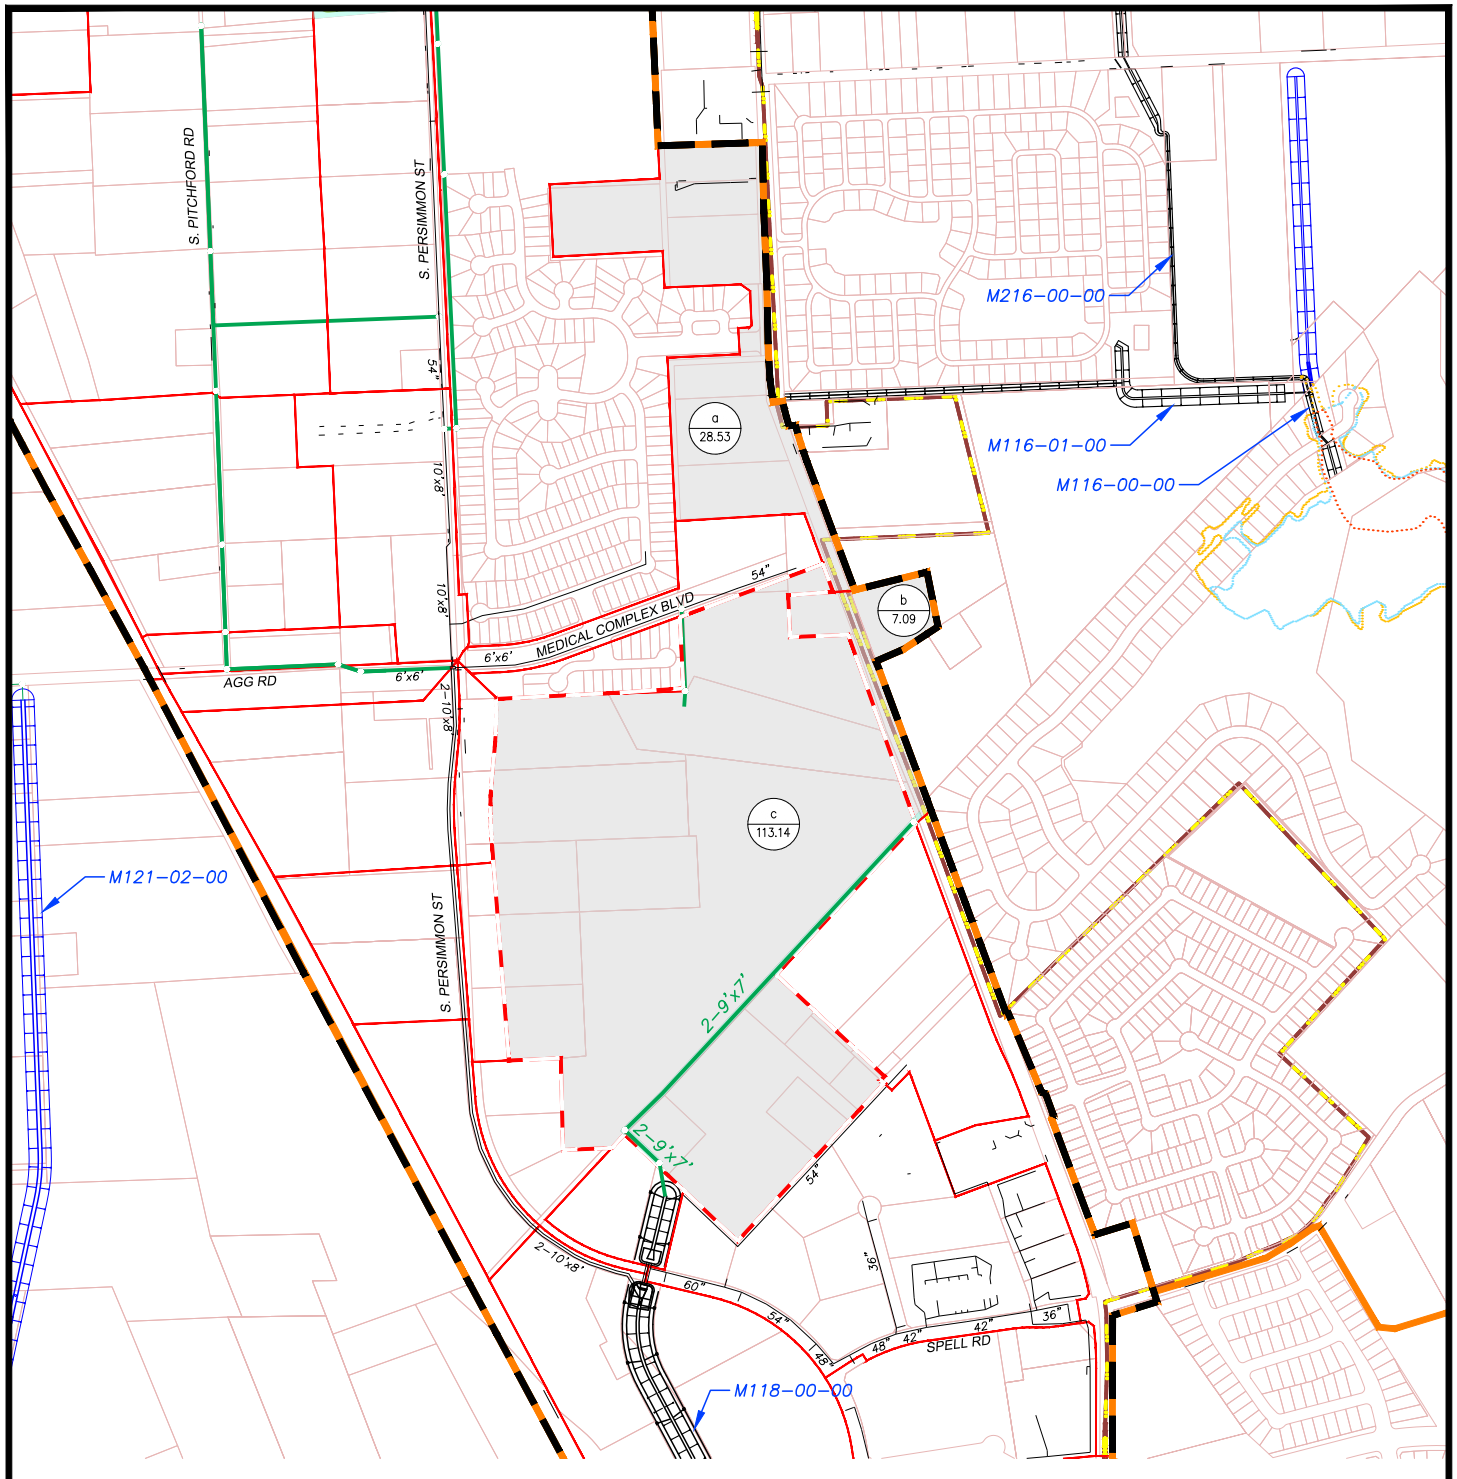 S. PITCHFORD RD
S. PERSIMMON ST
M216-00-00
54"
a
28.53
M116-01-00
10'x8'
M116-00-00
54"
10'x8'
b
7.09
MEDICAL COMPLEX BLVD
6'x6'
AGG RD
6'x6'
2-10'x8'
c
113.14
M121-02-00
S. PERSIMMON ST
2-9'x7'
2-9'x7'
54"
36"
2-10'x8'
60"
54"
36"
42"
42"
48"
SPELL RD
48"
M118-00-00